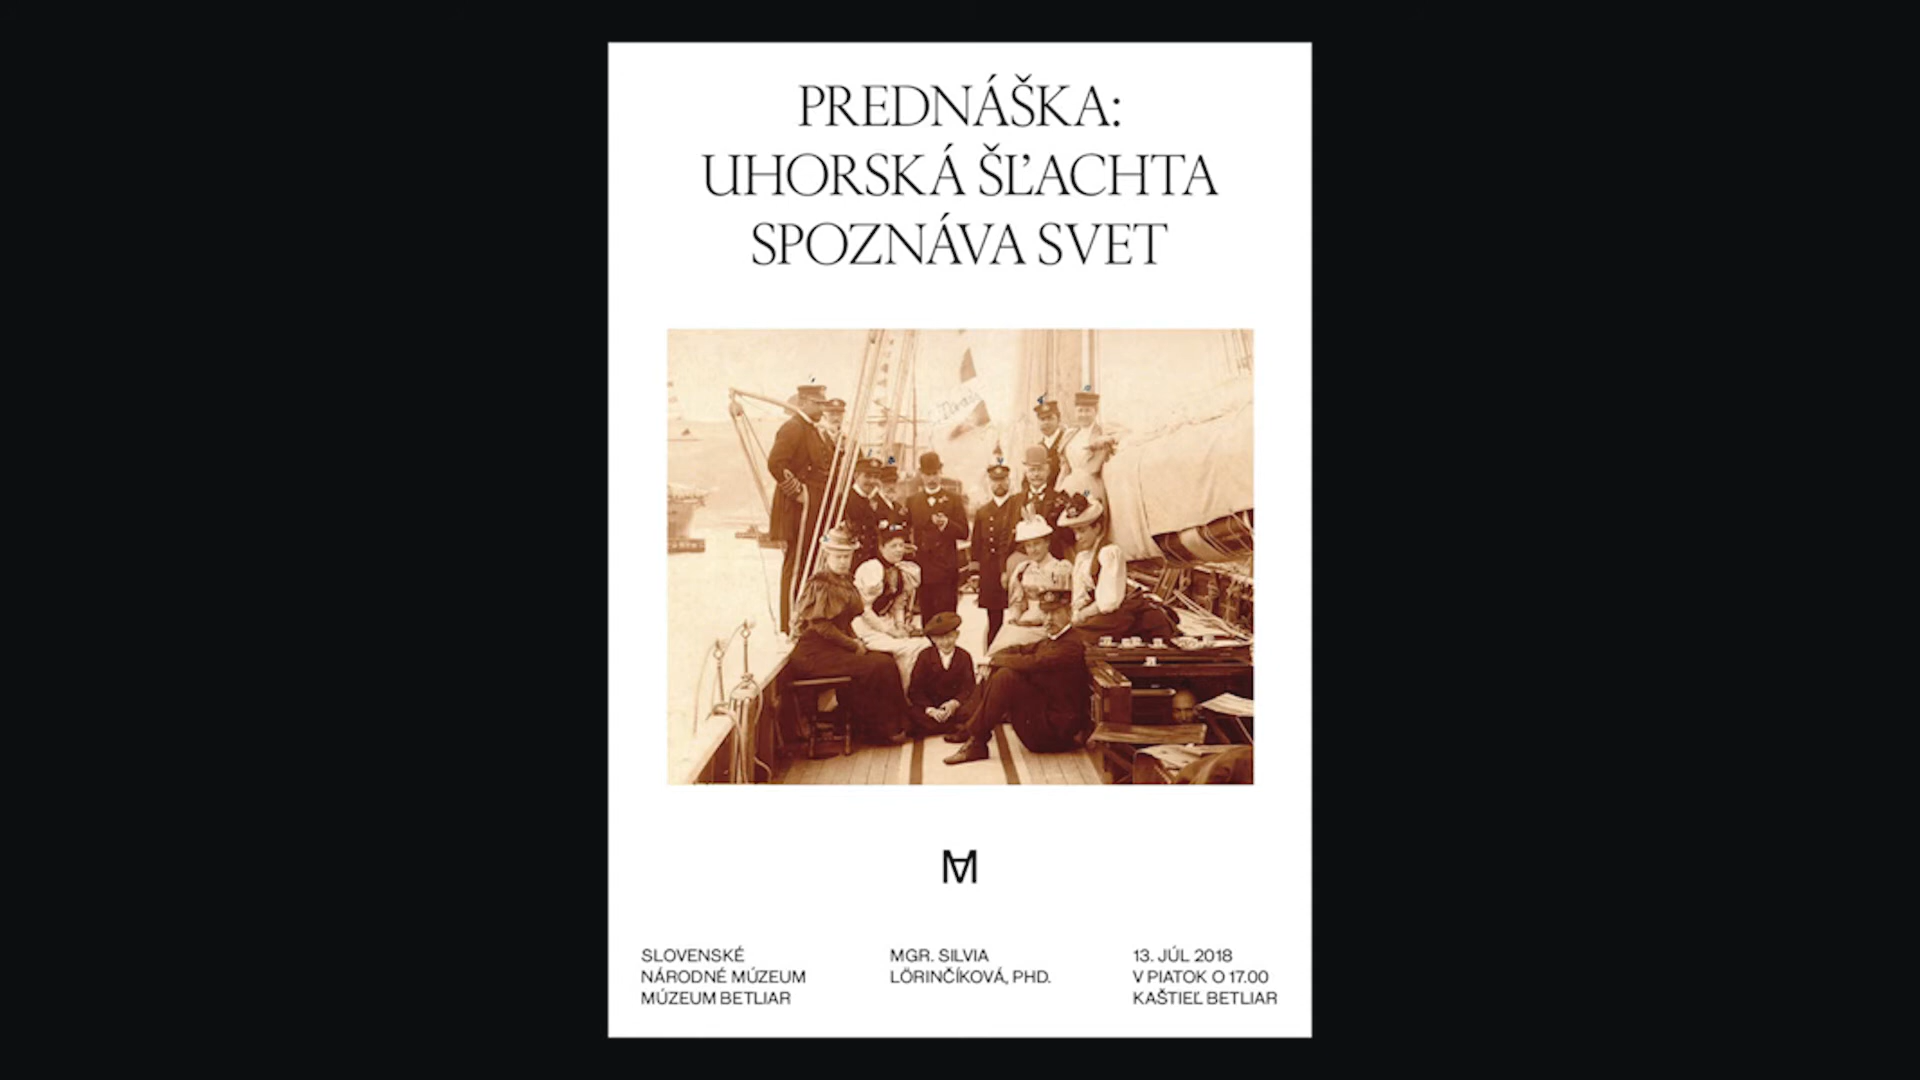 PREDNÁŠKA:
UHORSKÁ ŠĽACHTA
SPOZNÁVA SVET
SLOVENSKÉ
NÁRODNÉ MÚZEUM
MÚZEUM BETLIAR
MGR. SILVIA
LÖRINČÍKOVÁ, PHD.
13. JÚL 2018
V PIATOK O 17.00
KAŠTIEĽ BETLIAR